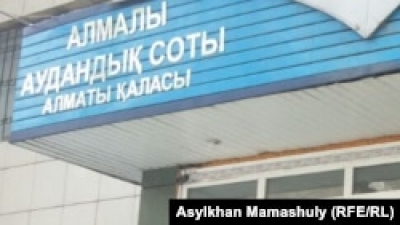 АЛМАЛЫ
АУДАНДЫҚ СОТЫ
АЛМАТЫ ҚАЛАСЫ
Asylkhan Mamashuly (RFE/RL)